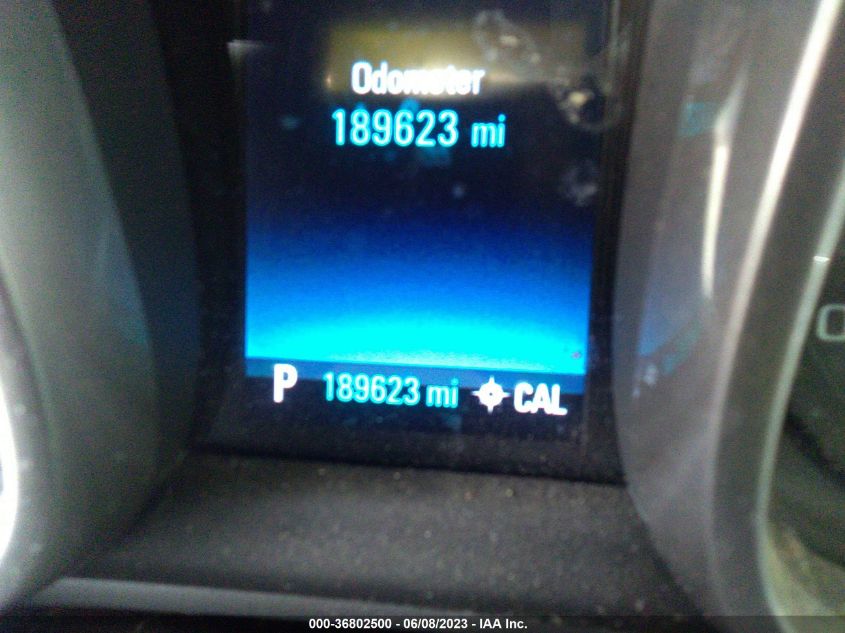 Odometer
189623 mi
P 189623 mi CAL
000-36802500 - 06/08/2023 - IAA Inc.